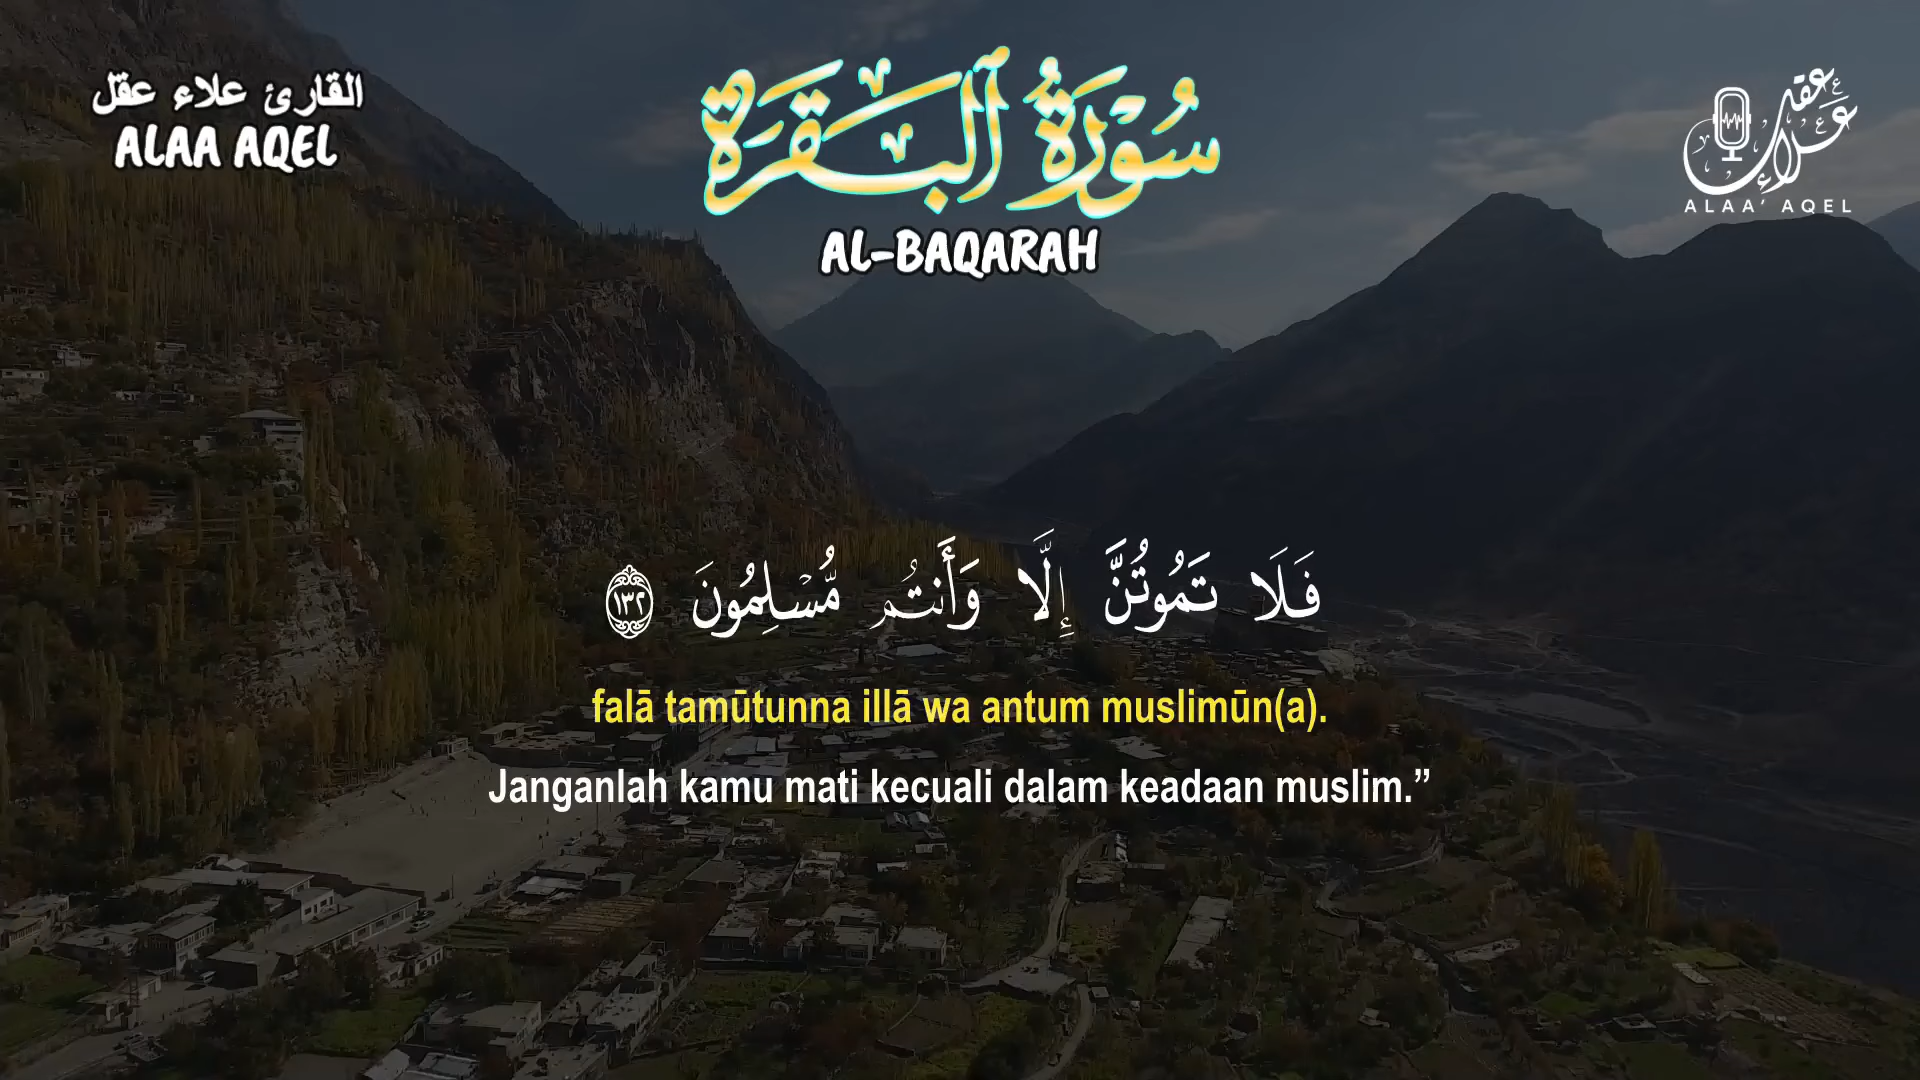 القارئ علاء عقل
ALAA AQEL
سُورَةُ ٱلْبَقَرَةِ
AL-BAQARAH
علاء عقل
ALAA' AQEL
فَلَا تَمُوتُنَّ إِلَّا وَأَنتُم مُّسْلِمُونَ ١٣٢
falā tamūtunna illā wa antum muslimūn(a).
Janganlah kamu mati kecuali dalam keadaan muslim.”